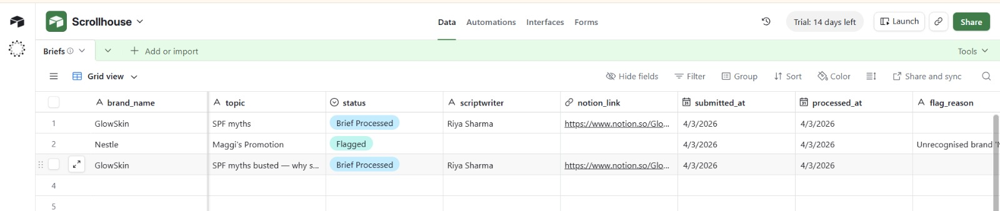 Scrollhouse
Data Automations Interfaces Forms
Trial: 14 days left
Launch
Share
Briefs
Add or import
Tools
Grid view
Hide fields Filter Group Sort Color Share and sync
brand_name topic status scriptwriter notion_link submitted_at processed_at flag_reason
1 GlowSkin SPF myths Brief Processed Riya Sharma https://www.notion.so/Glo... 4/3/2026 4/3/2026
2 Nestle Maggi's Promotion Flagged 4/3/2026 4/3/2026 Unrecognised brand
GlowSkin SPF myths busted — why s... Brief Processed Riya Sharma https://www.notion.so/Glo... 4/3/2026 4/3/2026
4
5